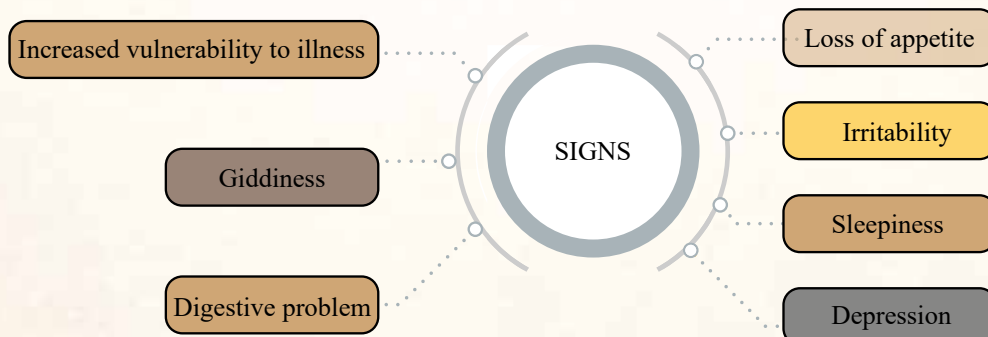 Increased vulnerability to illness
Giddiness
Digestive problem
SIGNS
Loss of appetite
Irritability
Sleepiness
Depression